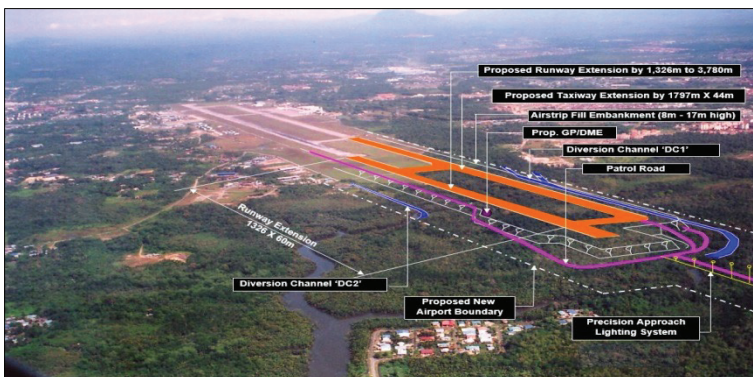 Proposed Runway Extension by 1,326m to 3,780m
Proposed Taxiway Extension by 1797m X 44m
Airstrip Fill Embankment (8m - 17m high)
Prop. GP/DME
Diversion Channel 'DC1'
Patrol Road
Runway Extension
1326 X 60m
Diversion Channel 'DC2'
Proposed New
Airport Boundary
Precision Approach
Lighting System